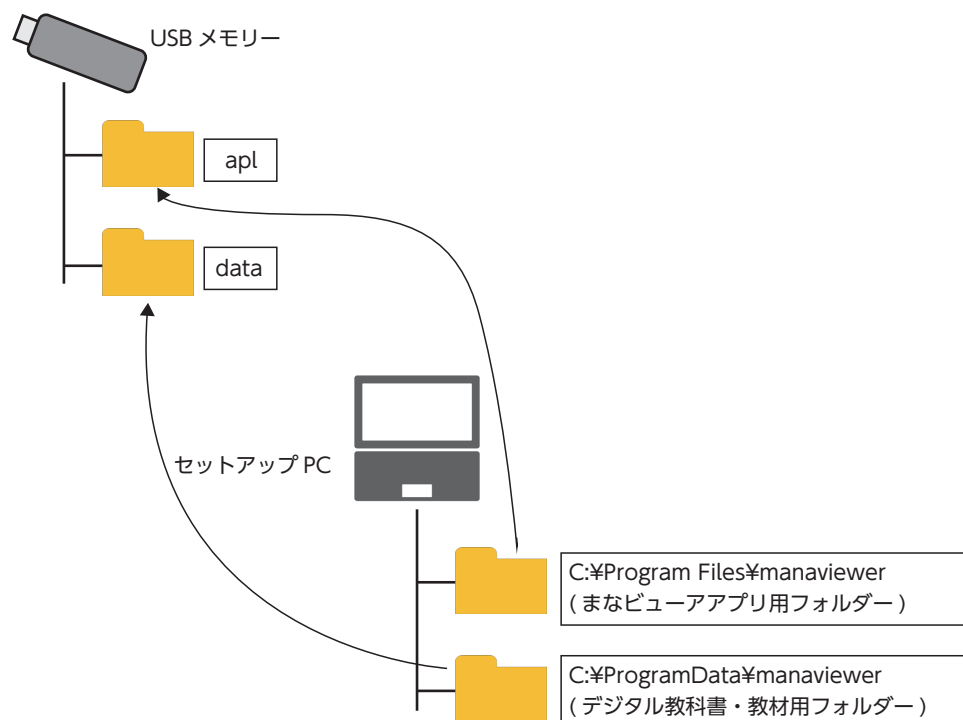 USB メモリー
apl
data
セットアップ PC
C:¥Program Files¥manaviewer
( まなビューアアプリ用フォルダー )
C:¥ProgramData¥manaviewer
( デジタル教科書・教材用フォルダー )